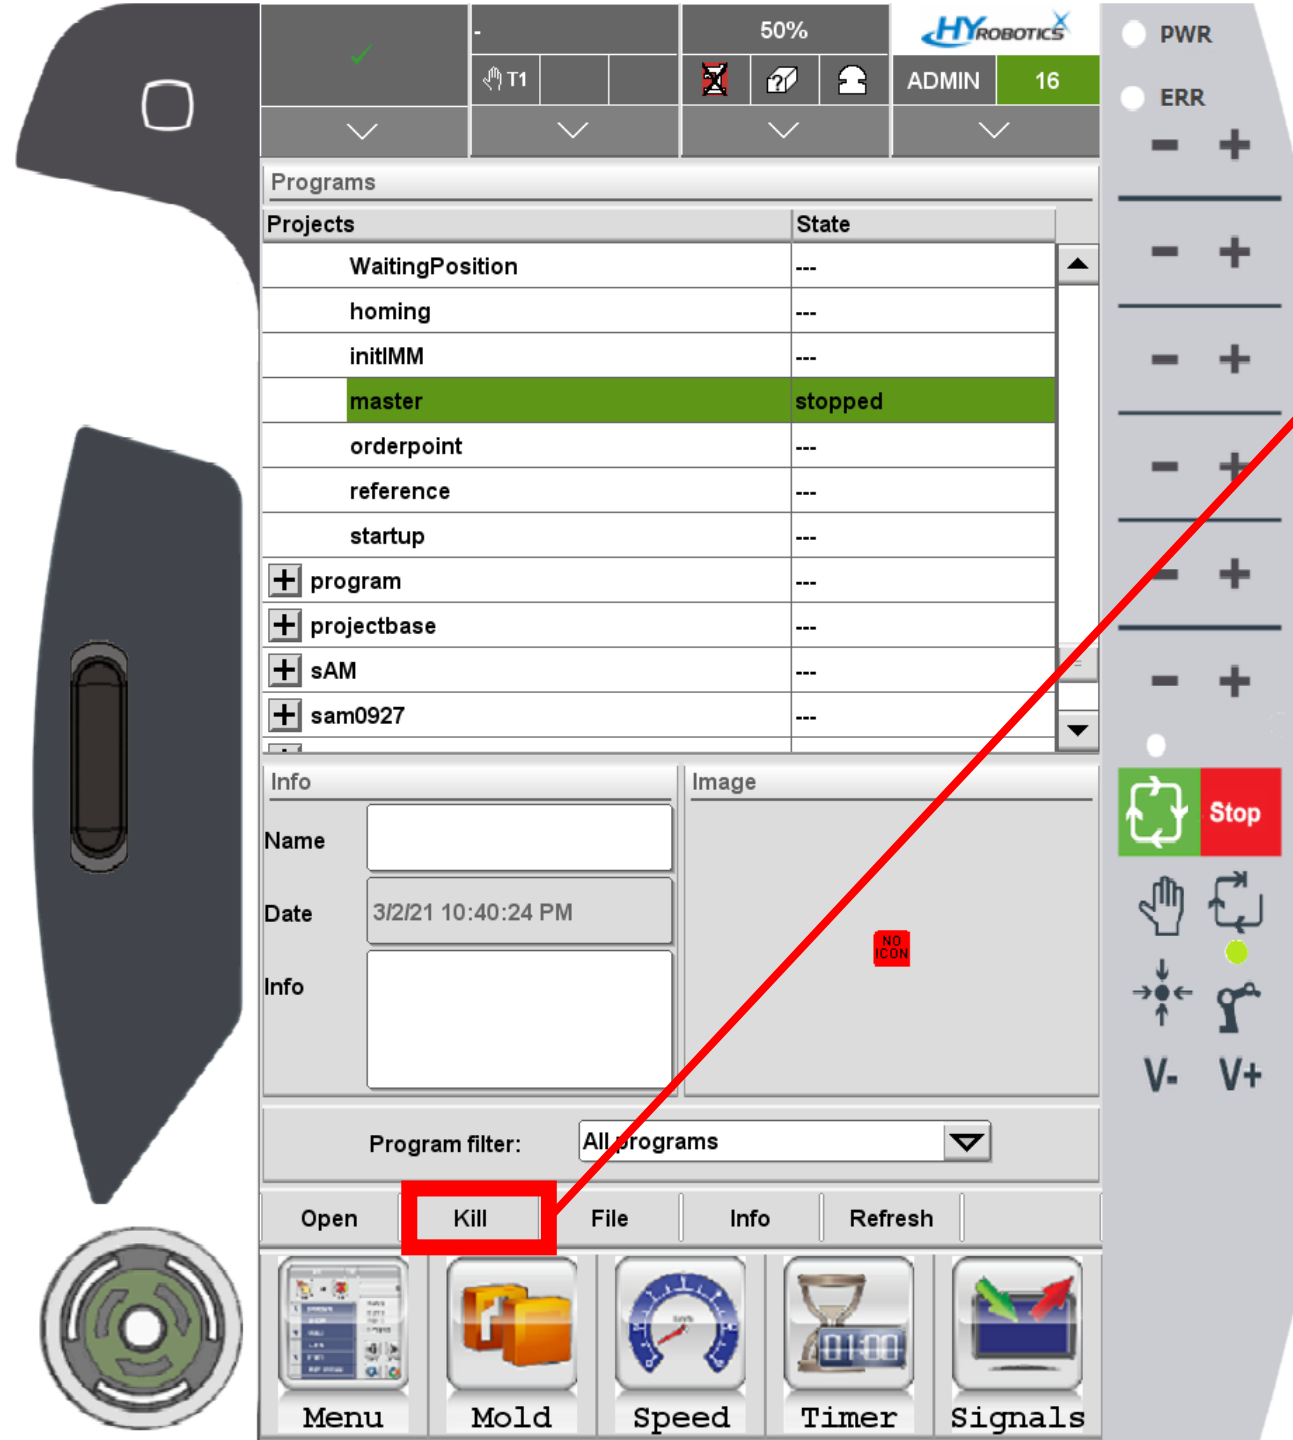 -
50%
HYROBOTICS
PWR
T1
ADMIN
16
ERR
Programs
Projects
State
WaitingPosition
---
homing
---
initIMM
---
master
stopped
orderpoint
---
reference
---
startup
---
program
---
projectbase
---
sAM
---
sam0927
---
Info
Image
Stop
Name
Date
3/2/21 10:40:24 PM
NO
ICON
Info
V-
V+
Program filter:
All programs
Open
Kill
File
Info
Refresh
01:00
Menu
Mold
Speed
Timer
Signals